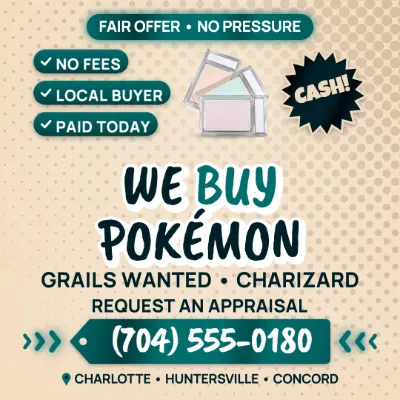 FAIR OFFER • NO PRESSURE
NO FEES
LOCAL BUYER
PAID TODAY
CASH!
WE BUY
POKÉMON
GRAILS WANTED • CHARIZARD
REQUEST AN APPRAISAL
(704) 555-0180
CHARLOTTE • HUNTERSVILLE • CONCORD